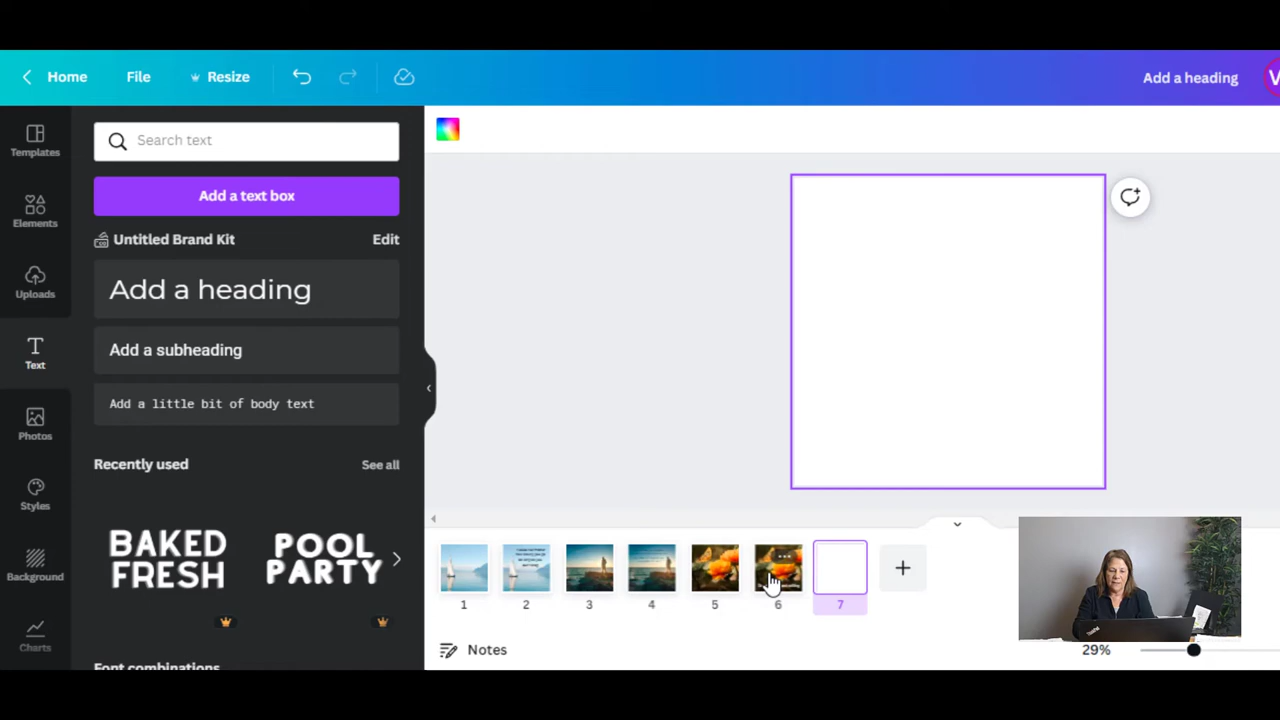 Home File Resize Add a heading V
Templates
Elements
Uploads
Text
Photos
Styles
Background
Charts
Search text
Add a text box
Untitled Brand Kit Edit
Add a heading
Add a subheading
Add a little bit of body text
Recently used See all
BAKED FRESH
POOL PARTY
Font combinations
1 2 3 4 5 6 7
Notes
29%